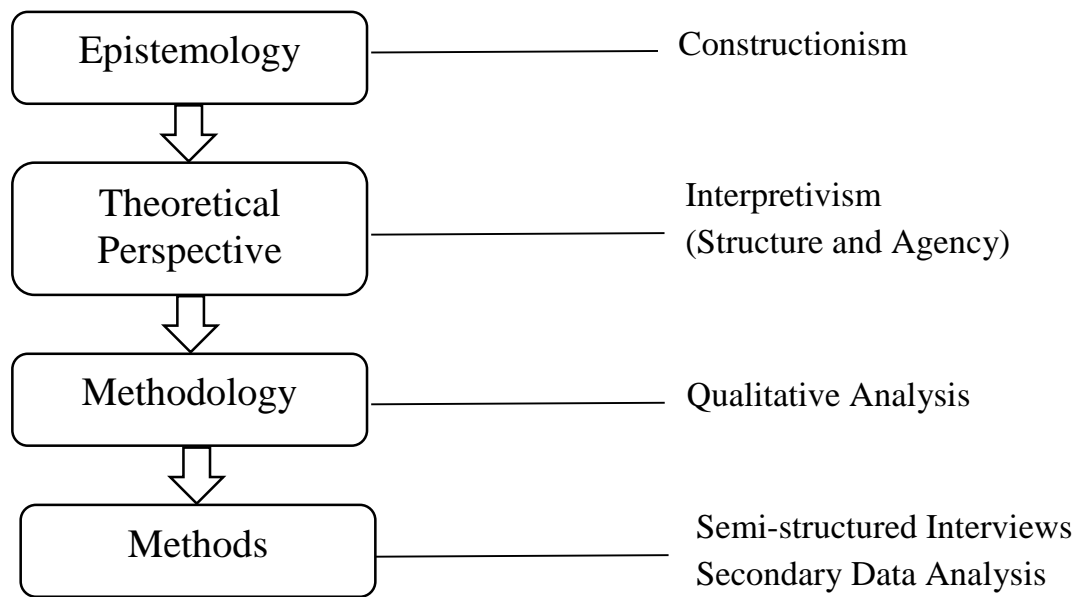 Epistemology
Constructionism
Theoretical
Perspective
Interpretivism
(Structure and Agency)
Methodology
Qualitative Analysis
Methods
Semi-structured Interviews
Secondary Data Analysis